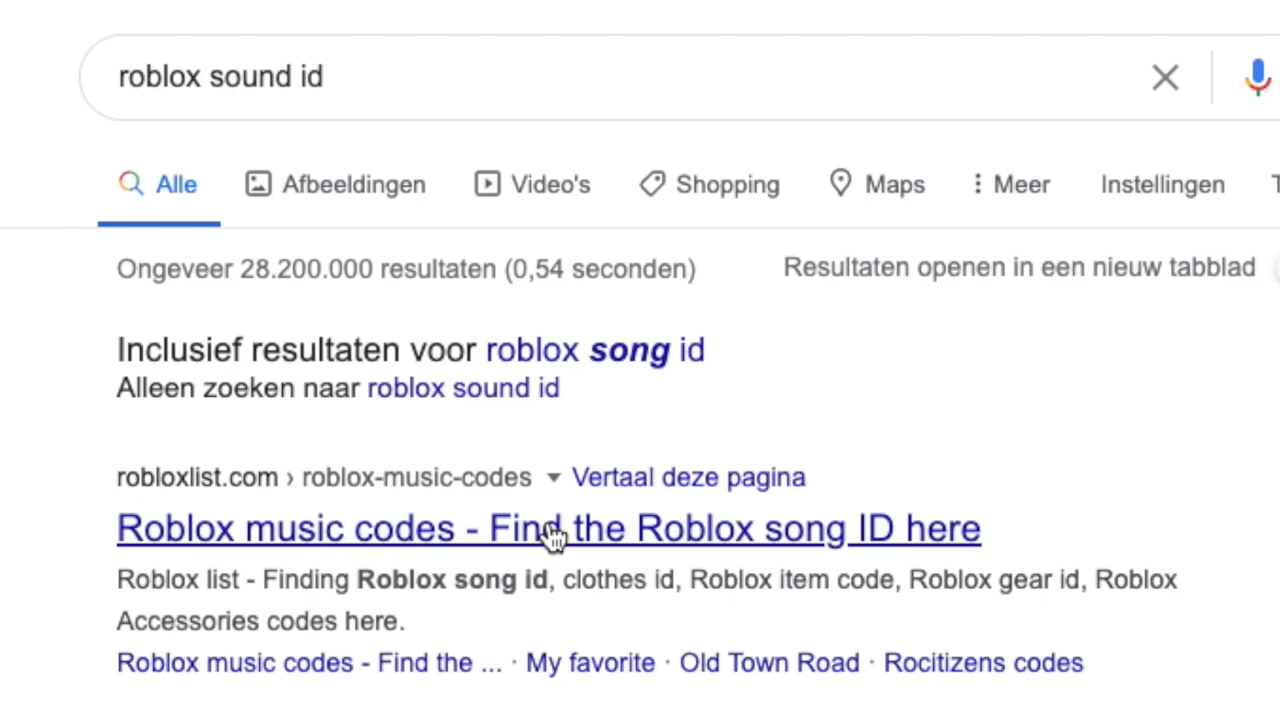 roblox sound id
Alle Afbeeldingen Video's Shopping Maps Meer Instellingen
Ongeveer 28.200.000 resultaten (0,54 seconden) Resultaten openen in een nieuw tabblad
Inclusief resultaten voor roblox song id
Alleen zoeken naar roblox sound id
robloxlist.com › roblox-music-codes Vertaal deze pagina
Roblox music codes - Find the Roblox song ID here
Roblox list - Finding Roblox song id, clothes id, Roblox item code, Roblox gear id, Roblox
Accessories codes here.
Roblox music codes - Find the ... · My favorite · Old Town Road · Rocitizens codes